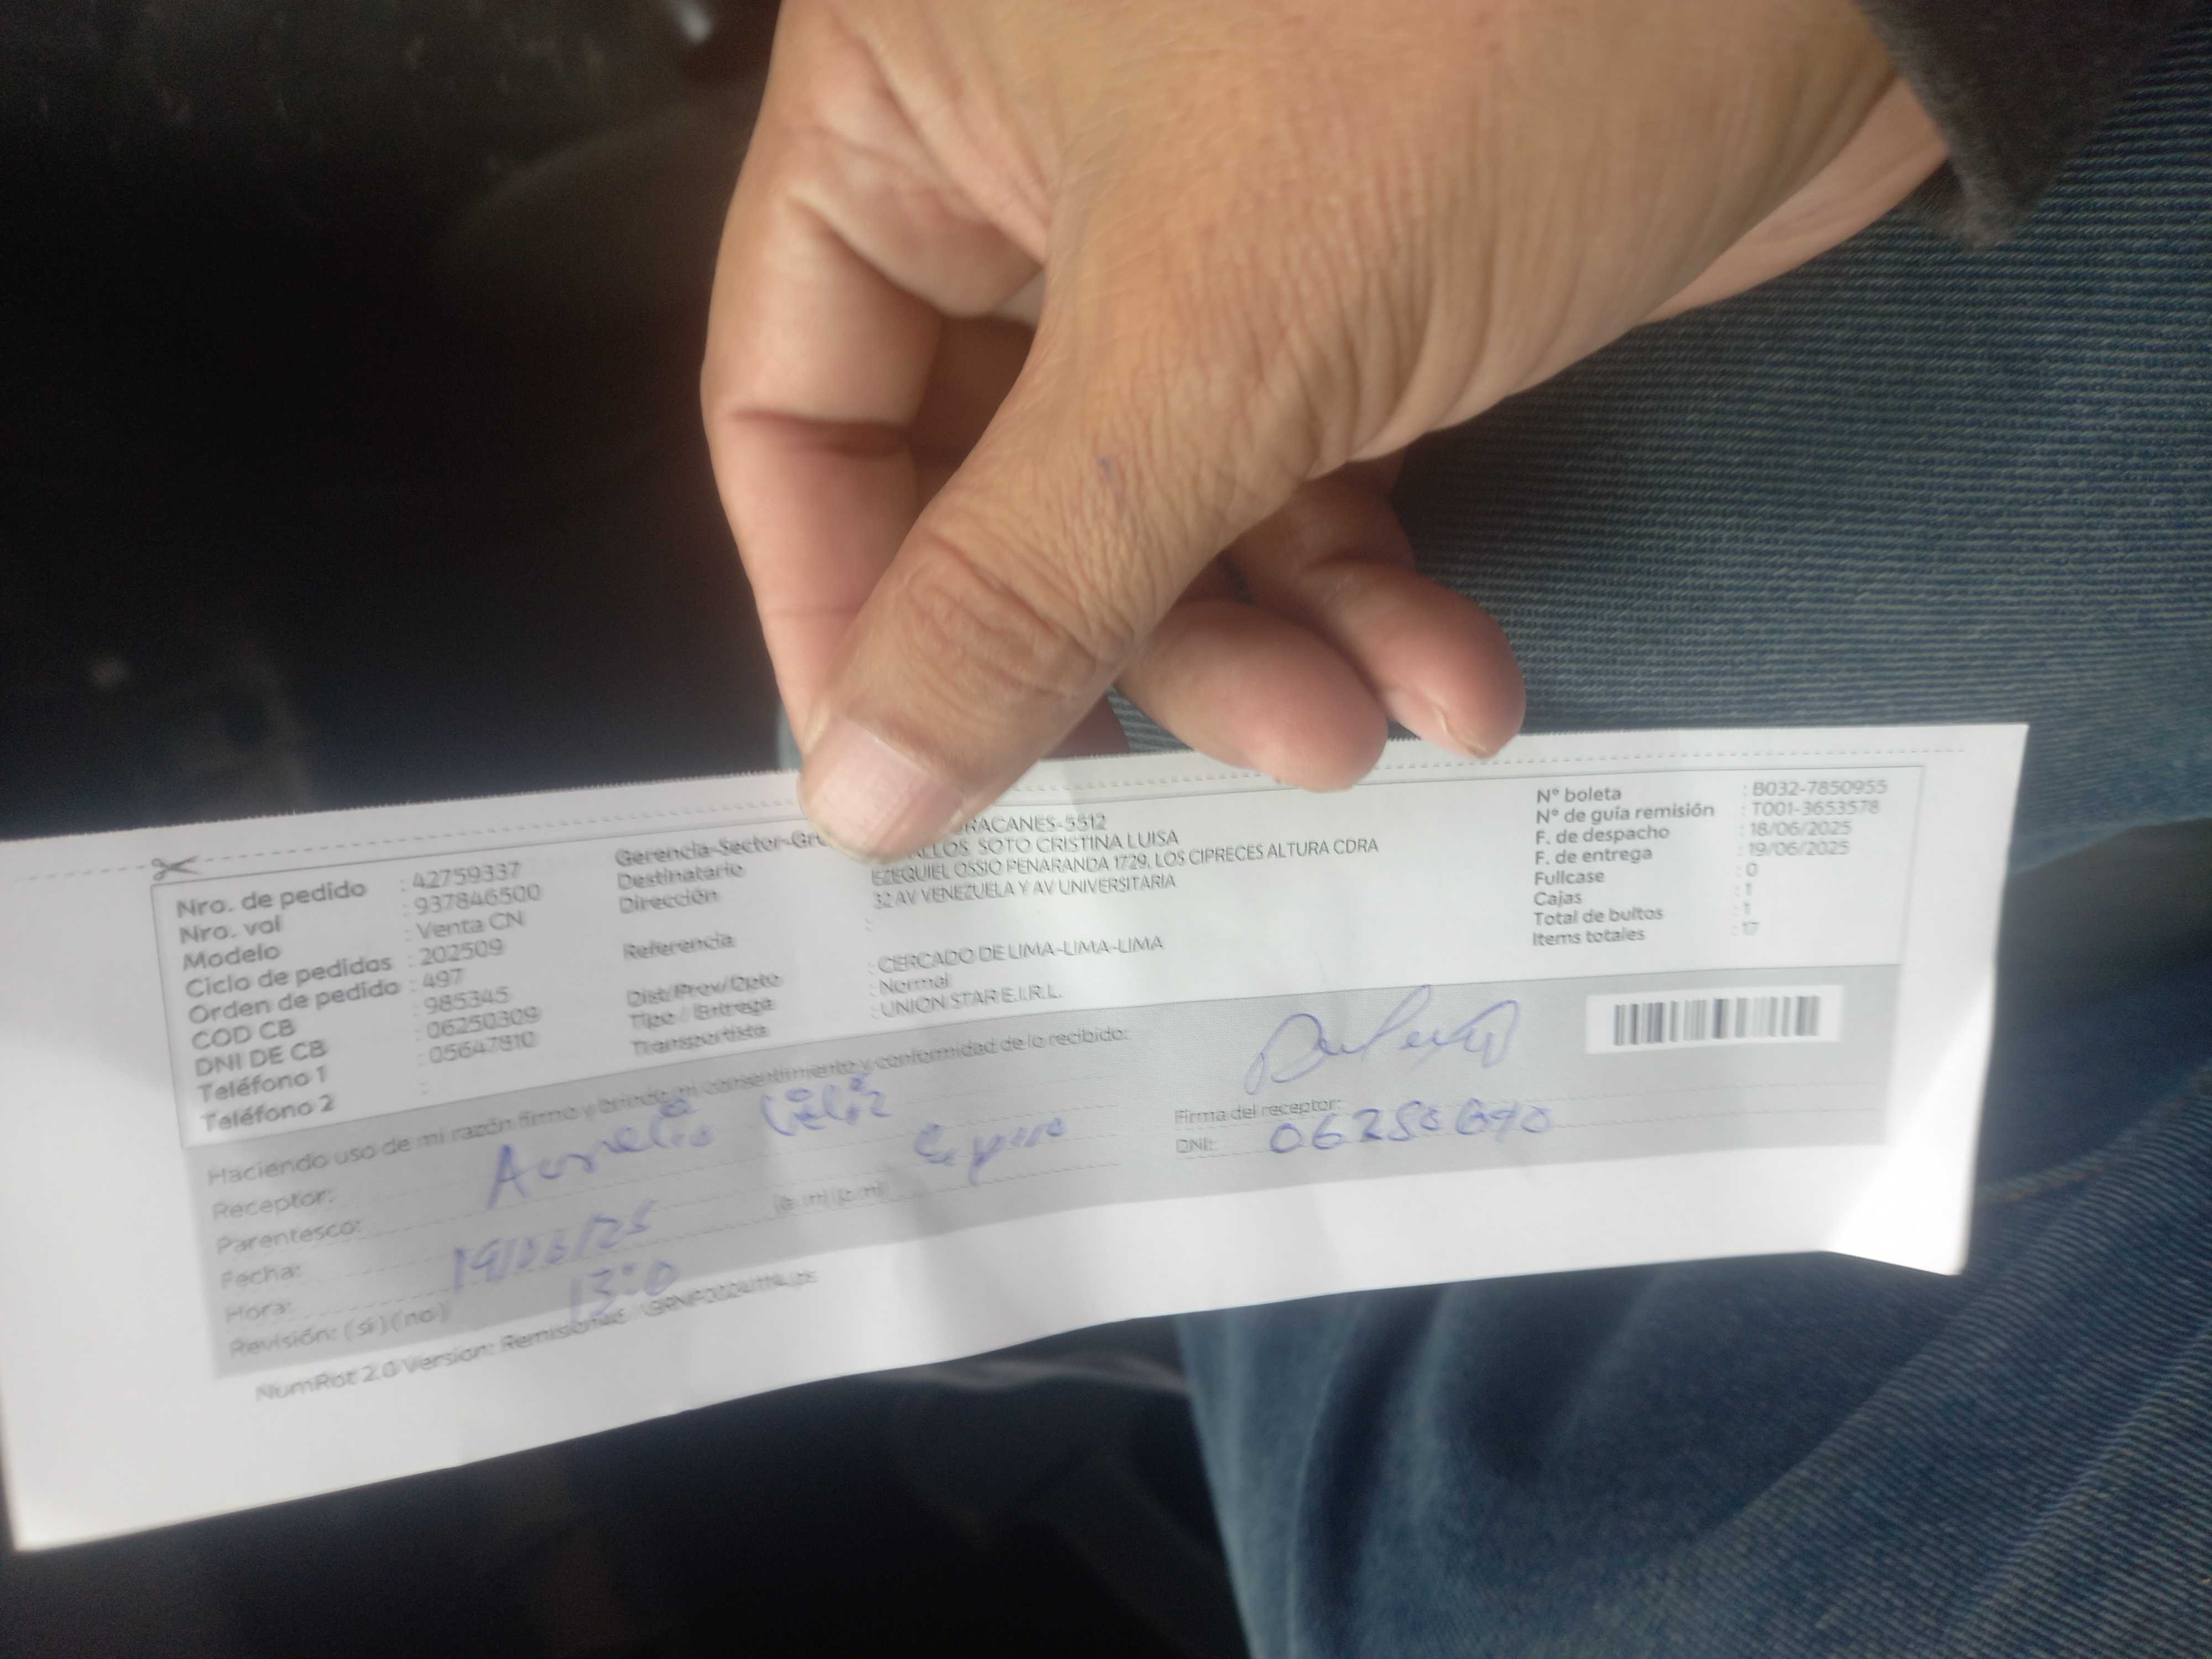 Nro. de pedido : 42759337
Nro. val : 937846500
Modelo : Venta CN
Ciclo de pedidos : 202509
Orden de pedido : 497
COD CB : 985345
DNI DE CB : 06250309
Teléfono 1 : 05647810
Teléfono 2 :
Gerencia-Sector-Gr
RACANES-5512
Destinatario
ALLOS SOTO CRISTINA LUISA
Dirección
EZEQUIEL OSSIO PENARANDA 1729, LOS CIPRECES ALTURA CDRA
32 AV VENEZUELA Y AV UNIVERSITARIA
Referencia :
Dist/Prov/Dpto : CERCADO DE LIMA-LIMA-LIMA
Tipo / Entrega : Normal
Transportista : UNION STAR E.I.R.L.
N° boleta : B032-7850955
N° de guía remisión : T001-3653578
F. de despacho : 18/06/2025
F. de entrega : 19/06/2025
Fullcase : 0
Cajas : 1
Total de bultos : 1
Items totales : 17
Haciendo uso de mi razón firmo y brindo mi consentimiento y conformidad de lo recibido:
Receptor: Aurelio
Parentesco:
Fecha: 19/06/25
Hora: (a.m)(p.m)
Revisión: (si)(no)
Firma del receptor:
DNI:
NumRot 2.0 Version: